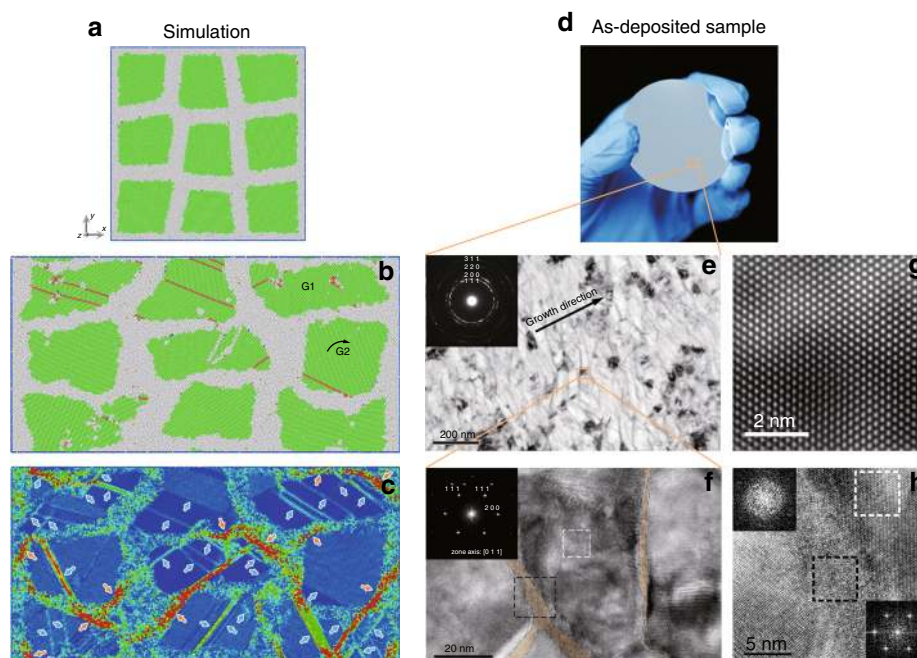 a
Simulation
y
z
x
b
G1
G2
c
d
As-deposited sample
3 1 1
2 2 0
2 0 0
1 1 1
e
Growth direction
200 nm
2 nm
1 1 1
1 1 1
2 0 0
f
zone axis: [0 1 1]
20 nm
h
5 nm